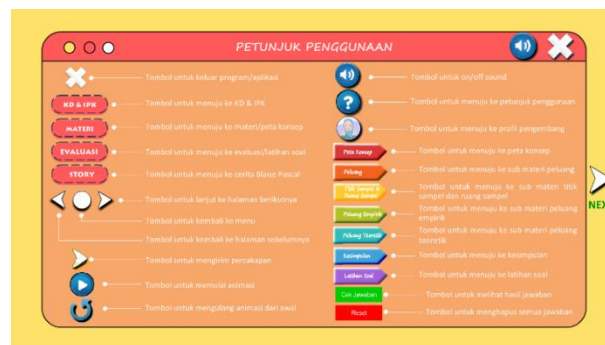 PETUNJUK PENGGUNAAN
Tombol untuk keluar program/aplikasi
KD & IPK
Tombol untuk menuju ke KD & IPK
MATERI
Tombol untuk menuju ke materi/peta konsep
EVALUASI
Tombol untuk menuju ke evaluasi/latihan soal
STORY
Tombol untuk menuju ke cerita Blaise Pascal
Tombol untuk lanjut ke halaman berikutnya
Tombol untuk kembali ke menu
Tombol untuk kembali ke halaman sebelumnya
Tombol untuk mengirim percakapan
Tombol untuk memulai animasi
Tombol untuk mengulang animasi dari awal
Tombol untuk on/off sound
?
Tombol untuk menuju ke petunjuk penggunaan
Tombol untuk menuju ke profil pengembang
Peta Konsep
Tombol untuk menuju ke peta konsep
Peluang
Tombol untuk menuju ke sub materi peluang
Titik Sampel &
Ruang Sampel
Tombol untuk menuju ke sub materi titik
sampel dan ruang sampel
Peluang Empirik
Tombol untuk menuju ke sub materi peluang
empirik
Peluang Teoretik
Tombol untuk menuju ke sub materi peluang
teoretik
Kesimpulan
Tombol untuk menuju ke kesimpulan
Latihan Soal
Tombol untuk menuju ke latihan soal
Cek Jawaban
Tombol untuk melihat hasil jawaban
Reset
Tombol untuk menghapus semua jawaban
NEX